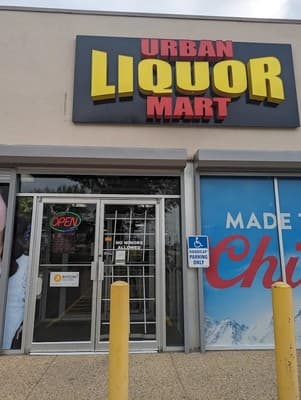 URBAN
LIQUOR
MART
OPEN
NO MINORS
ALLOWED
HANDICAP
PARKING
ONLY
MADE
Chi